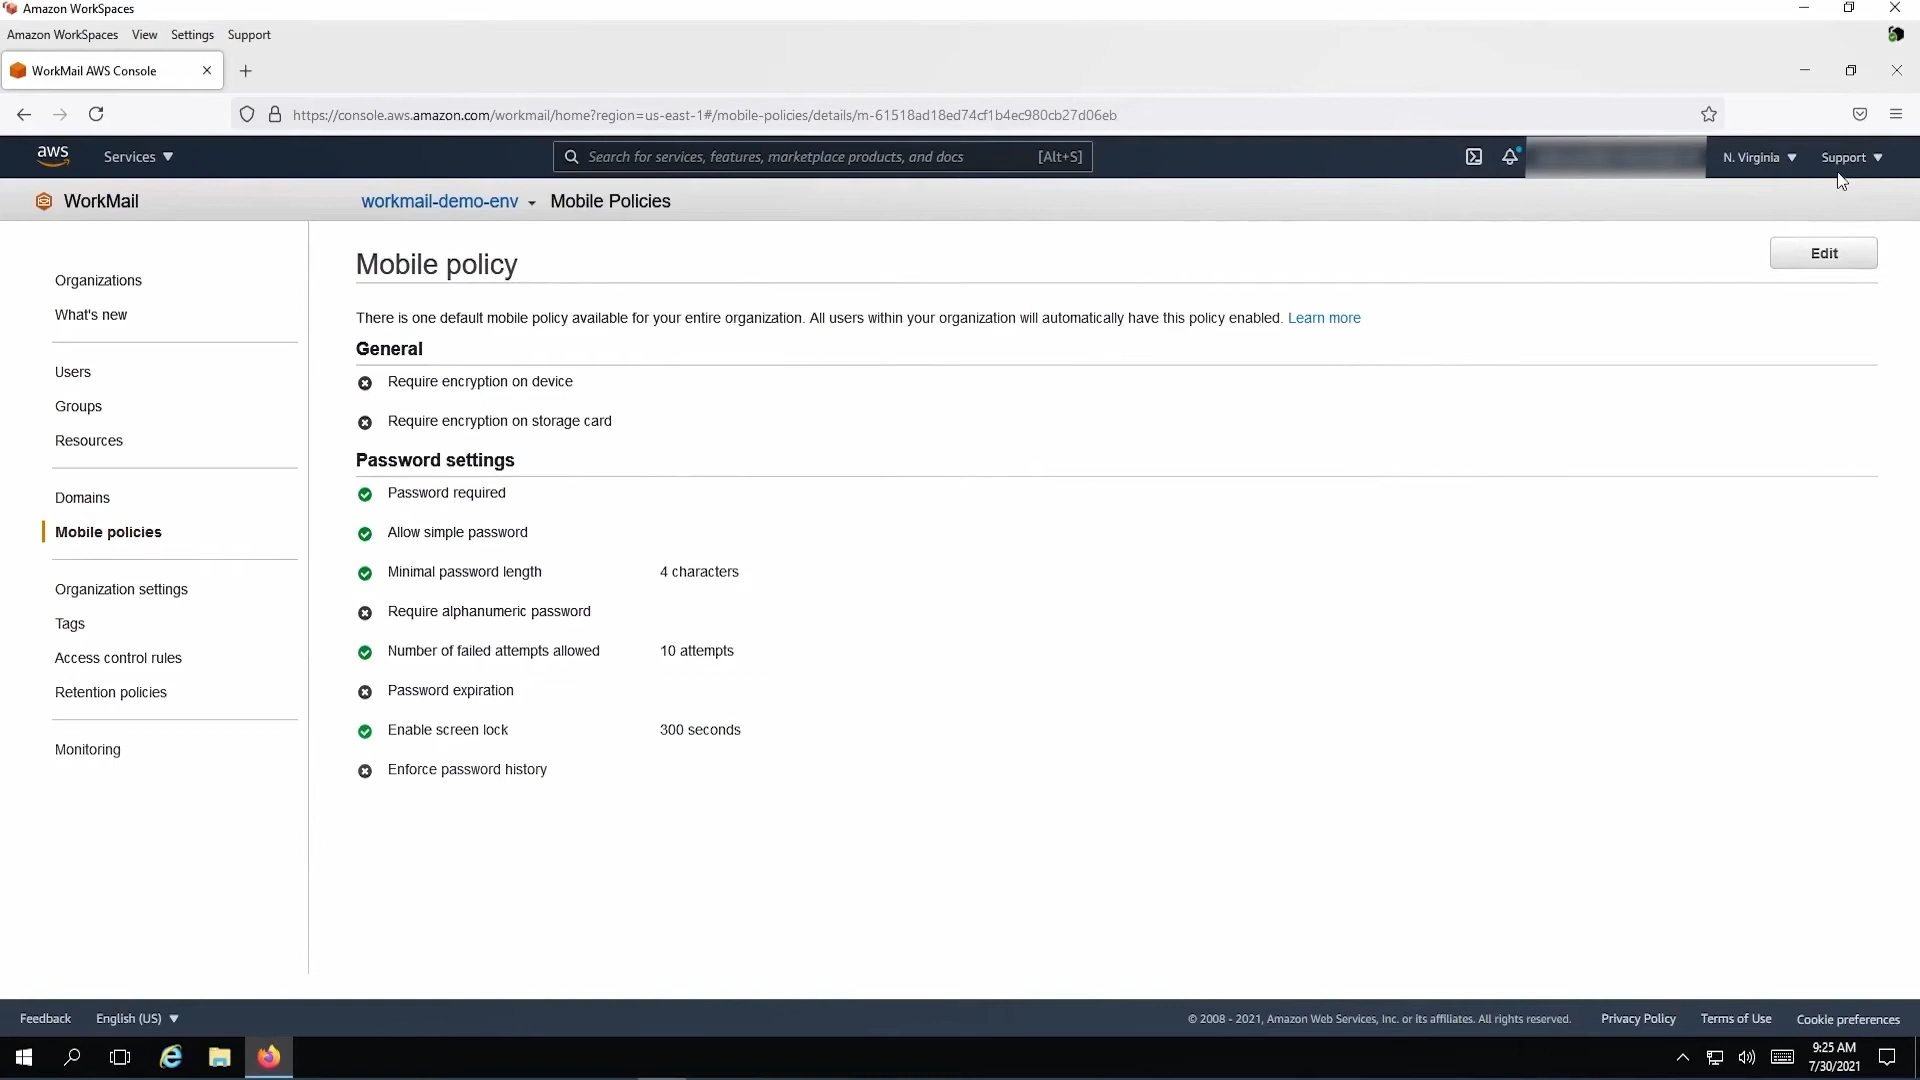 Amazon WorkSpaces
Amazon WorkSpaces View Settings Support
WorkMail AWS Console
https://console.aws.amazon.com/workmail/home?region=us-east-1#/mobile-policies/details/m-61518ad18ed74cf1b4ec980cb27d06eb
aws Services Search for services, features, marketplace products, and docs [Alt+S] N. Virginia Support
WorkMail workmail-demo-env Mobile Policies
Organizations
What's new
Users
Groups
Resources
Domains
Mobile policies
Organization settings
Tags
Access control rules
Retention policies
Monitoring
Mobile policy
Edit
There is one default mobile policy available for your entire organization. All users within your organization will automatically have this policy enabled. Learn more
General
Require encryption on device
Require encryption on storage card
Password settings
Password required
Allow simple password
Minimal password length 4 characters
Require alphanumeric password
Number of failed attempts allowed 10 attempts
Password expiration
Enable screen lock 300 seconds
Enforce password history
Feedback English (US) © 2008 - 2021, Amazon Web Services, Inc. or its affiliates. All rights reserved. Privacy Policy Terms of Use Cookie preferences
9:25 AM
7/30/2021